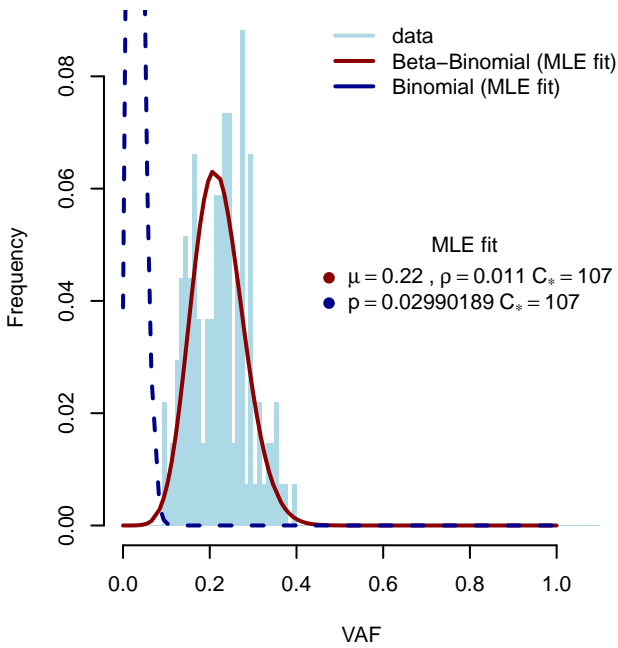 data
Beta−Binomial (MLE fit)
Binomial (MLE fit)
Frequency
0.08
0.06
0.04
0.02
0.00
MLE fit
μ = 0.22 , ρ = 0.011 C* = 107
p = 0.02990189 C* = 107
0.0 0.2 0.4 0.6 0.8 1.0
VAF